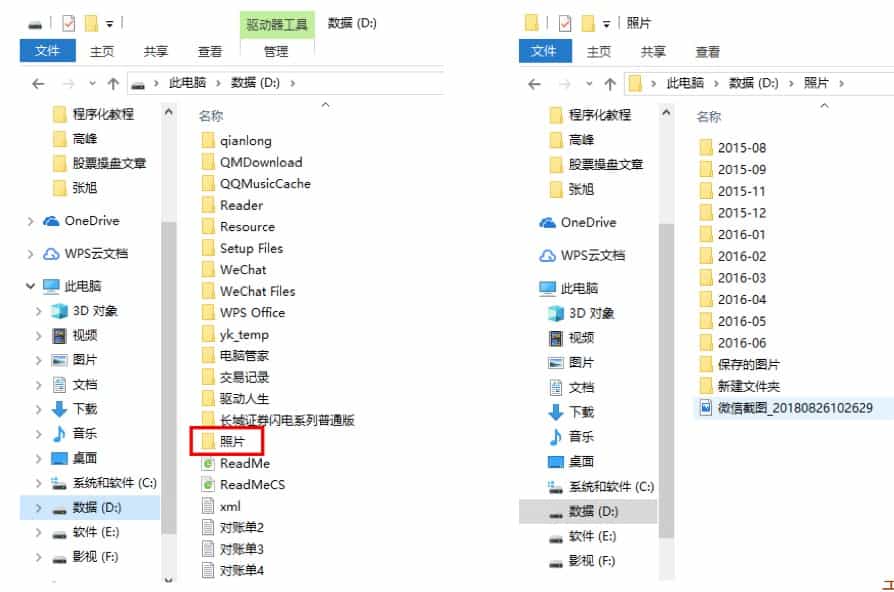 驱动器工具
数据 (D:)
文件
主页
共享
查看
管理
此电脑
数据 (D:)
程序化教程
高峰
股票操盘文章
张旭
OneDrive
WPS云文档
此电脑
3D 对象
视频
图片
文档
下载
音乐
桌面
系统和软件 (C:)
数据 (D:)
软件 (E:)
影视 (F:)
名称
qianlong
QMDownload
QQMusicCache
Reader
Resource
Setup Files
WeChat
WeChat Files
WPS Office
yk_temp
电脑管家
交易记录
驱动人生
长城证券闪电系列普通版
照片
ReadMe
ReadMeCS
xml
对账单2
对账单3
对账单4
照片
文件
主页
共享
查看
此电脑
数据 (D:)
照片
程序化教程
高峰
股票操盘文章
张旭
OneDrive
WPS云文档
此电脑
3D 对象
视频
图片
文档
下载
音乐
桌面
系统和软件 (C:)
数据 (D:)
软件 (E:)
影视 (F:)
名称
2015-08
2015-09
2015-11
2015-12
2016-01
2016-02
2016-03
2016-04
2016-05
2016-06
保存的图片
新建文件夹
微信截图_20180826102629